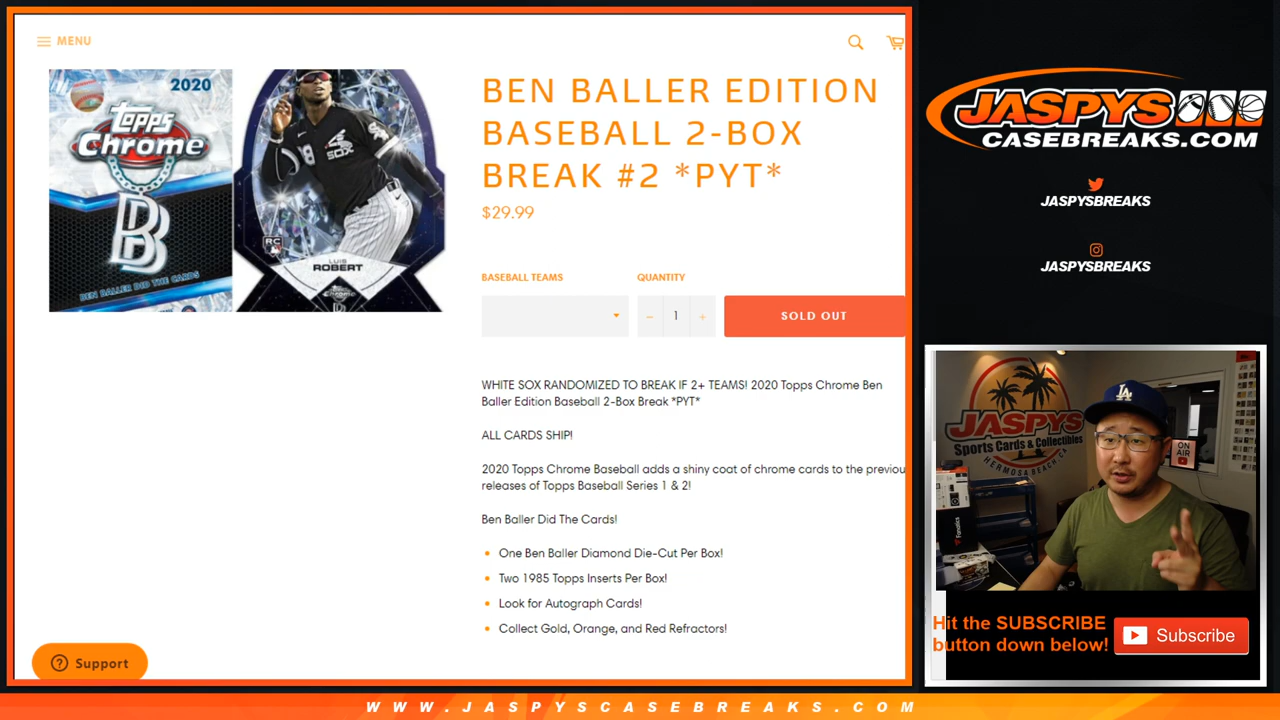 MENU
2020
topps
Chrome
B
BEN BALLER DID THE CARDS
SOX
RC
LUIS
ROBERT
BEN BALLER EDITION
BASEBALL 2-BOX
BREAK #2 *PYT*
$29.99
BASEBALL TEAMS
QUANTITY
− 1 +
SOLD OUT
WHITE SOX RANDOMIZED TO BREAK IF 2+ TEAMS! 2020 Topps Chrome Ben
Baller Edition Baseball 2-Box Break *PYT*
ALL CARDS SHIP!
2020 Topps Chrome Baseball adds a shiny coat of chrome cards to the previou
releases of Topps Baseball Series 1 & 2!
Ben Baller Did The Cards!
• One Ben Baller Diamond Die-Cut Per Box!
• Two 1985 Topps Inserts Per Box!
• Look for Autograph Cards!
• Collect Gold, Orange, and Red Refractors!
Support
JASPYS
CASEBREAKS.COM
JASPYSBREAKS
JASPYSBREAKS
JASPYS
Sports Cards & Collectibles
HERMOSA BEACH CA
ON
AIR
LA
Fanatics
Hit the SUBSCRIBE
button down below!
Subscribe
WWW.JASPYSCASEBREAKS.COM